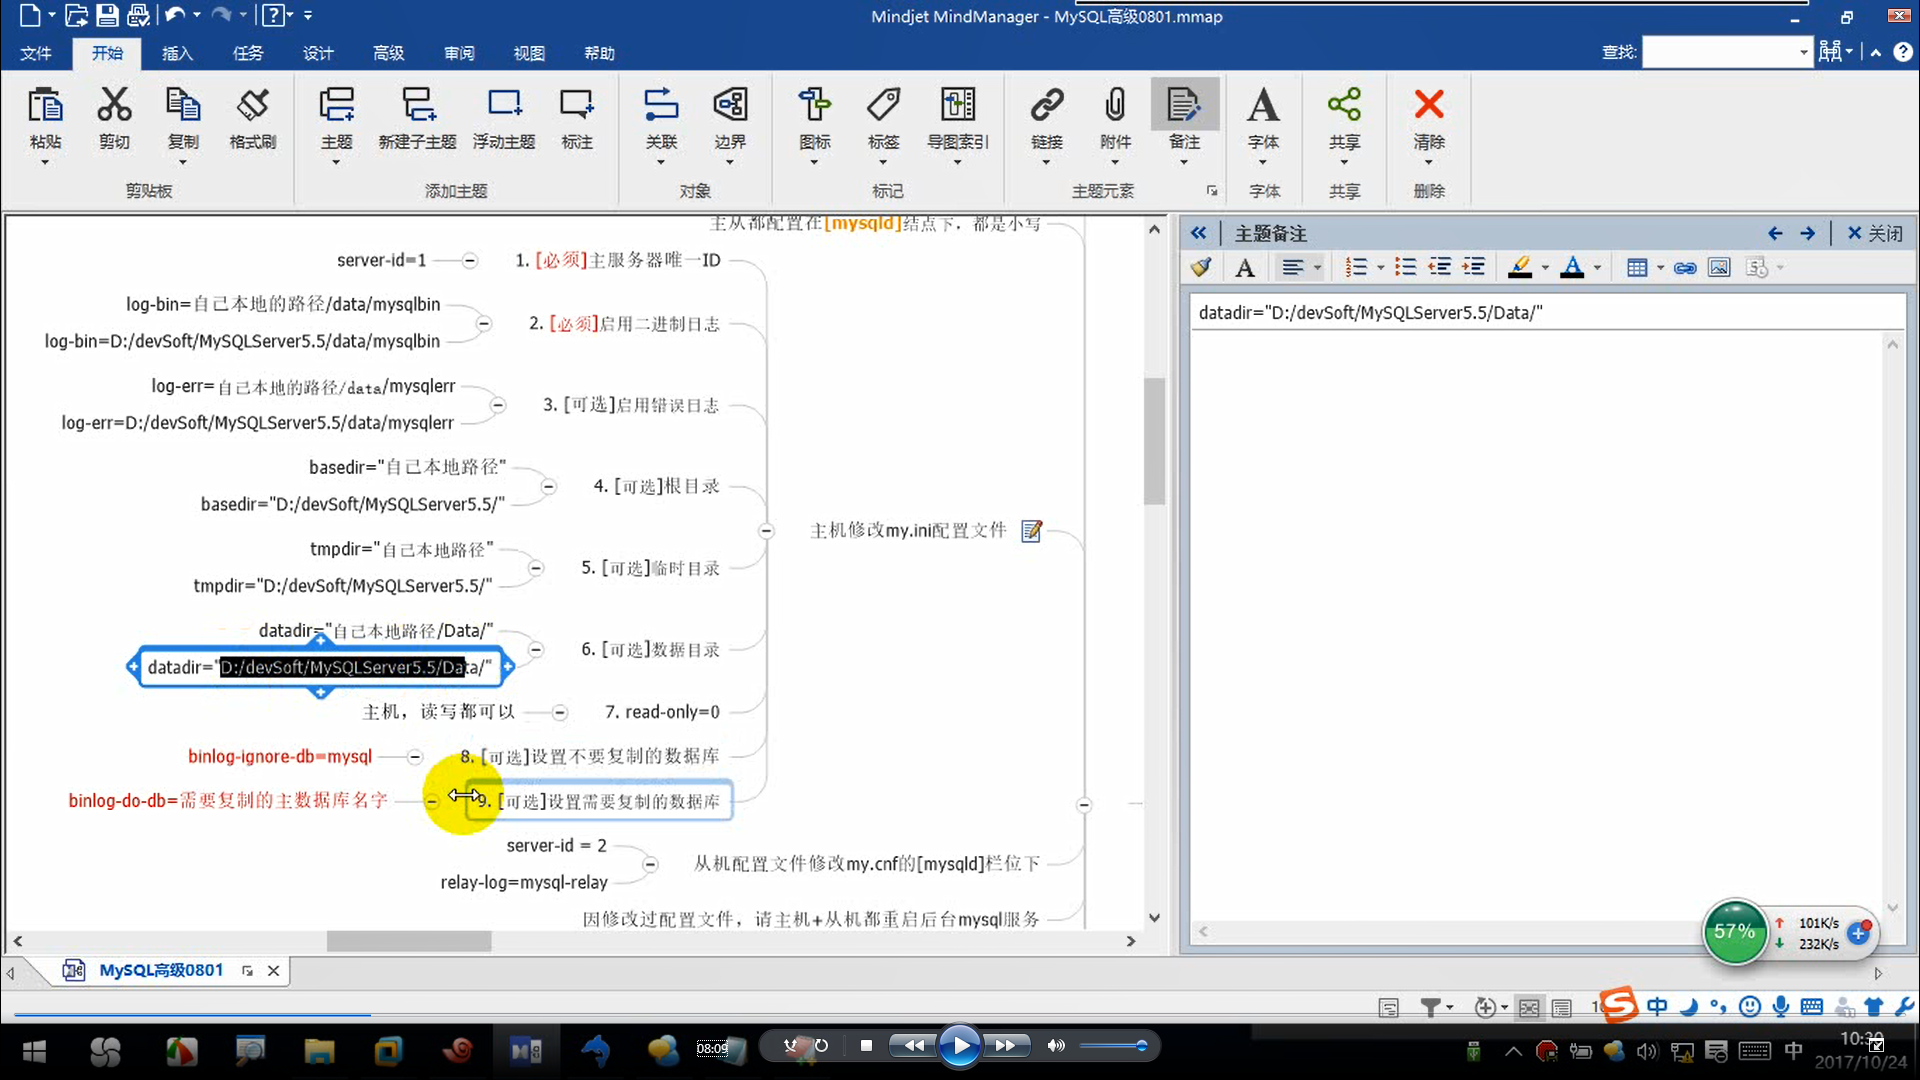 Mindjet MindManager - MySQL高级0801.mmap
文件 开始 插入 任务 设计 高级 审阅 视图 帮助
查找:
粘贴 剪切 复制 格式刷 主题 新建子主题 浮动主题 标注 关联 边界 图标 标签 导图索引 链接 附件 备注 字体 共享 清除
剪贴板 添加主题 对象 标记 主题元素 字体 共享 删除
主从都配置在[mysqld]结点下，都是小写
server-id=1
1. [必须]主服务器唯一ID
log-bin=自己本地的路径/data/mysqlbin
2. [必须]启用二进制日志
log-bin=D:/devSoft/MySQLServer5.5/data/mysqlbin
log-err=自己本地的路径/data/mysqlerr
3. [可选]启用错误日志
log-err=D:/devSoft/MySQLServer5.5/data/mysqlerr
basedir="自己本地路径"
4. [可选]根目录
basedir="D:/devSoft/MySQLServer5.5/"
主机修改my.ini配置文件
tmpdir="自己本地路径"
5. [可选]临时目录
tmpdir="D:/devSoft/MySQLServer5.5/"
datadir="自己本地路径/Data/"
6. [可选]数据目录
datadir="D:/devSoft/MySQLServer5.5/Data/"
主机，读写都可以
7. read-only=0
binlog-ignore-db=mysql
8. [可选]设置不要复制的数据库
binlog-do-db=需要复制的主数据库名字
9. [可选]设置需要复制的数据库
server-id = 2
从机配置文件修改my.cnf的[mysqld]栏位下
relay-log=mysql-relay
因修改过配置文件，请主机+从机都重启后台mysql服务
主题备注
关闭
datadir="D:/devSoft/MySQLServer5.5/Data/"
57%
101K/s
232K/s
MySQL高级0801
中
08:09
中
2017/10/24